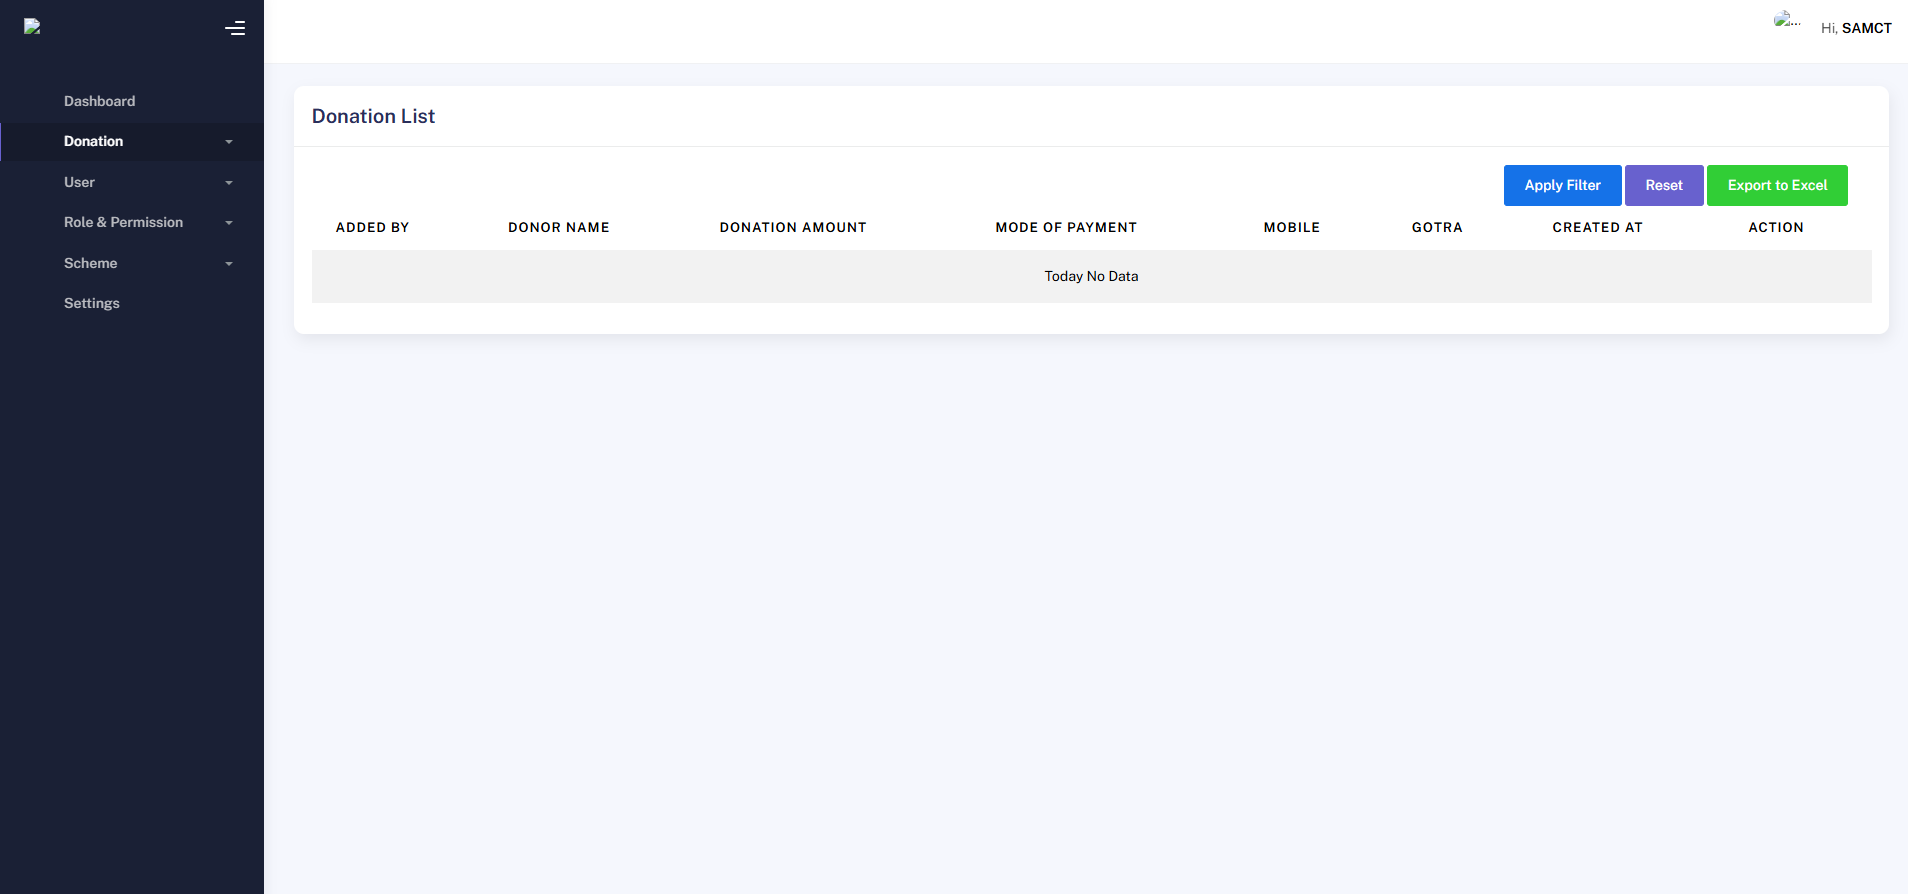 Hi, SAMCT
Dashboard
Donation
User
Role & Permission
Scheme
Settings
Donation List
Apply Filter Reset Export to Excel
ADDED BY DONOR NAME DONATION AMOUNT MODE OF PAYMENT MOBILE GOTRA CREATED AT ACTION
Today No Data